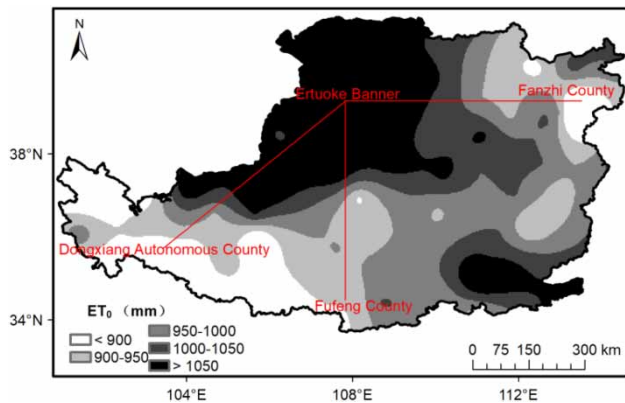 N
Ertuoke Banner
Fanzhi County
38°N
Dongxiang Autonomous County
ET₀ （mm）
Fufeng County
< 900
950-1000
900-950
1000-1050
34°N
> 1050
0 75 150 300 km
104°E
108°E
112°E